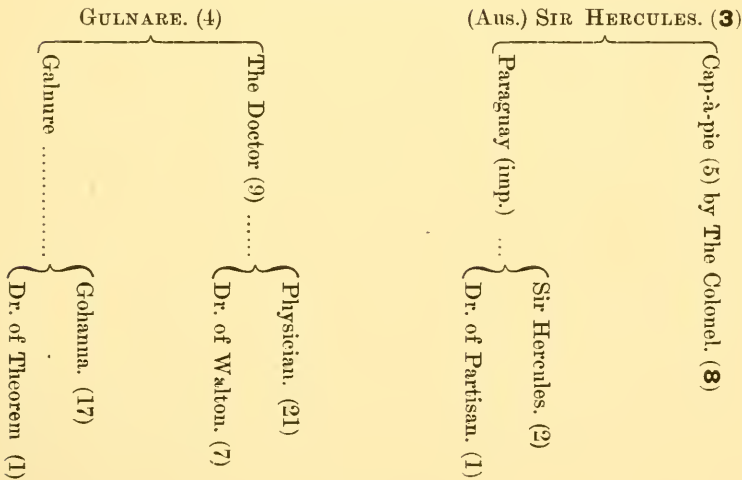 GULNARE. (4)
(Aus.) SIR HERCULES. (3)
Galnure ................
The Doctor (9) ......
Paraguay (imp.) ...
Cap-à-pie (5) by The Colonel. (8)
Gohanna. (17)
Dr. of Theorem (1)
Physician. (21)
Dr. of Walton. (7)
Sir Hercules. (2)
Dr. of Partisan. (1)